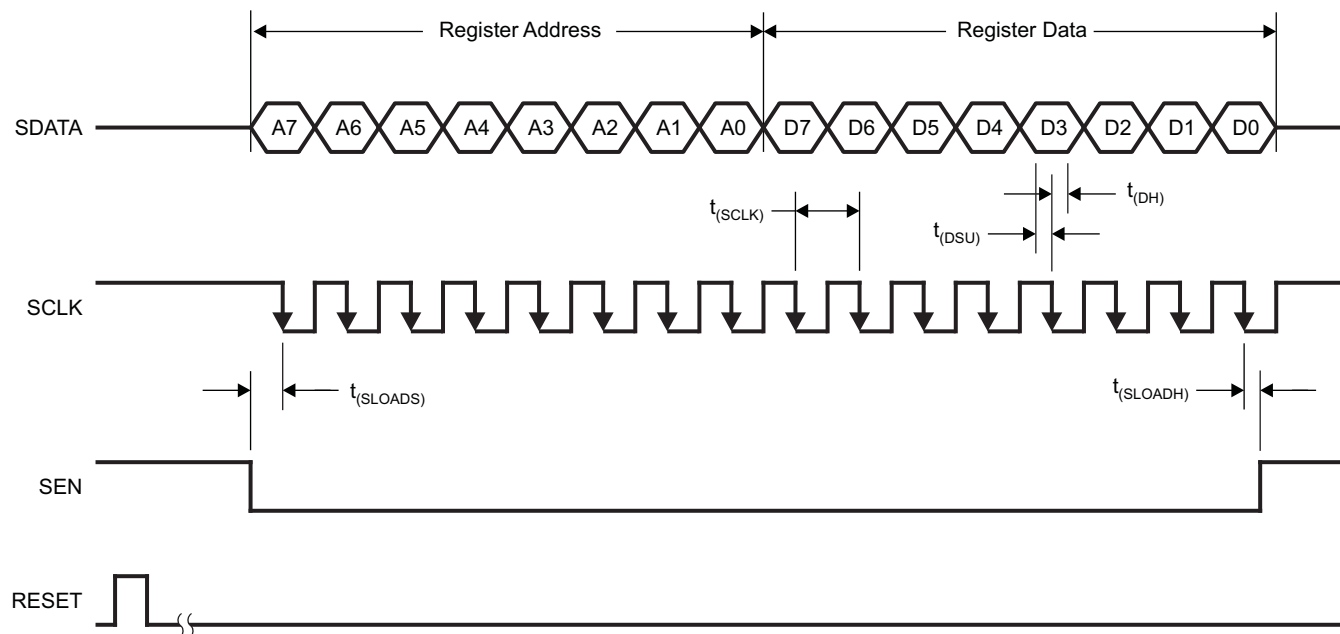 Register Address Register Data
SDATA A7 A6 A5 A4 A3 A2 A1 A0 D7 D6 D5 D4 D3 D2 D1 D0
t(SCLK) t(DH)
t(DSU)
SCLK
t(SLOADS) t(SLOADH)
SEN
RESET